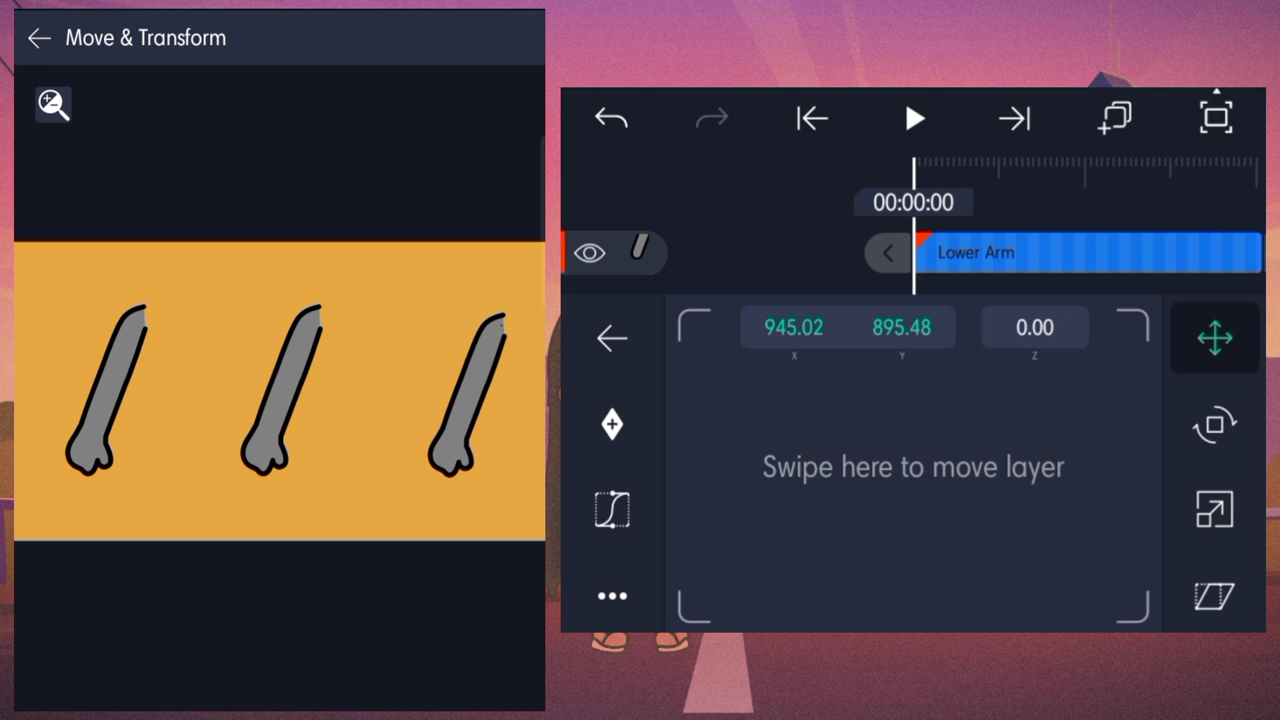 Move & Transform
00:00:00
Lower Arm
945.02 895.48 0.00
X Y Z
Swipe here to move layer